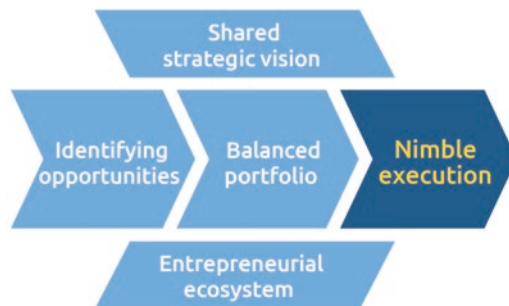 Shared
strategic vision
Identifying
opportunities
Balanced
portfolio
Nimble
execution
Entrepreneurial
ecosystem